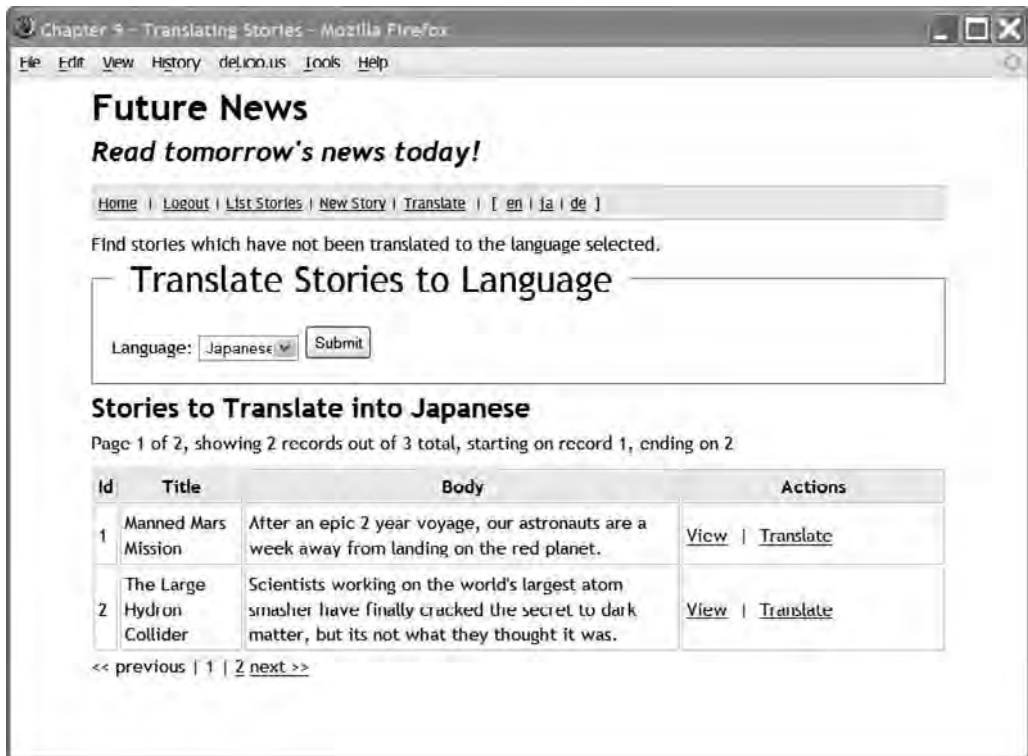 Chapter 9 - Translating Stories - Mozilla Firefox
File Edit View History del.icio.us Tools Help
Future News
Read tomorrow's news today!
Home | Logout | List Stories | New Story | Translate | [ en | ja | de ]
Find stories which have not been translated to the language selected.
Translate Stories to Language
Language: Japanese Submit
Stories to Translate into Japanese
Page 1 of 2, showing 2 records out of 3 total, starting on record 1, ending on 2
Id Title Body Actions
1 Manned Mars Mission After an epic 2 year voyage, our astronauts are a
week away from landing on the red planet. View | Translate
2 The Large Hydron Collider Scientists working on the world's largest atom
smasher have finally cracked the secret to dark
matter, but its not what they thought it was. View | Translate
<< previous | 1 | 2 next >>